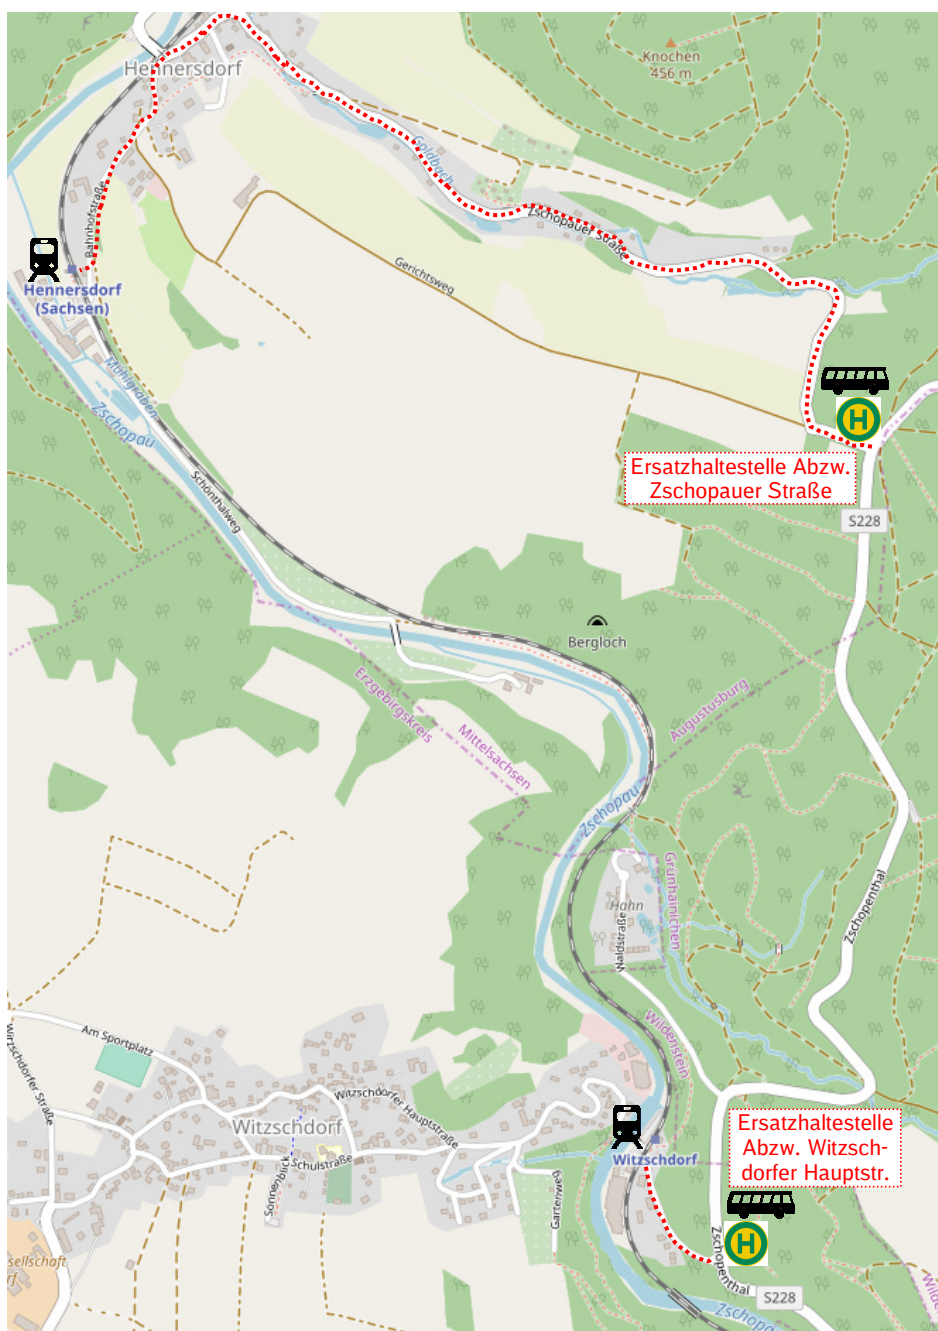 Knochen
456 m
Hennersdorf
Goldbach
Bahnhofstraße
Zschopauer Straße
Hennersdorf
(Sachsen)
Gerichtsweg
Mühlgraben
Zschopau
H
Ersatzhaltestelle Abzw.
Zschopauer Straße
Schönthalweg
S228
Bergloch
Erzgebirgskreis
Mittelsachsen
Augustusburg
Zschopau
Grünhainichen
Hahn
Waldstraße
Zschopenthal
Wildenstein
Am Sportplatz
Witzschdorfer Straße
Witzschdorfer Hauptstraße
Witzschdorf
Schulstraße
Sonnenblick
Gartenweg
Witzschdorf
Ersatzhaltestelle
Abzw. Witzsch-
dorfer Hauptstr.
H
Zschopenthal
S228
Zschopau
sellschaft